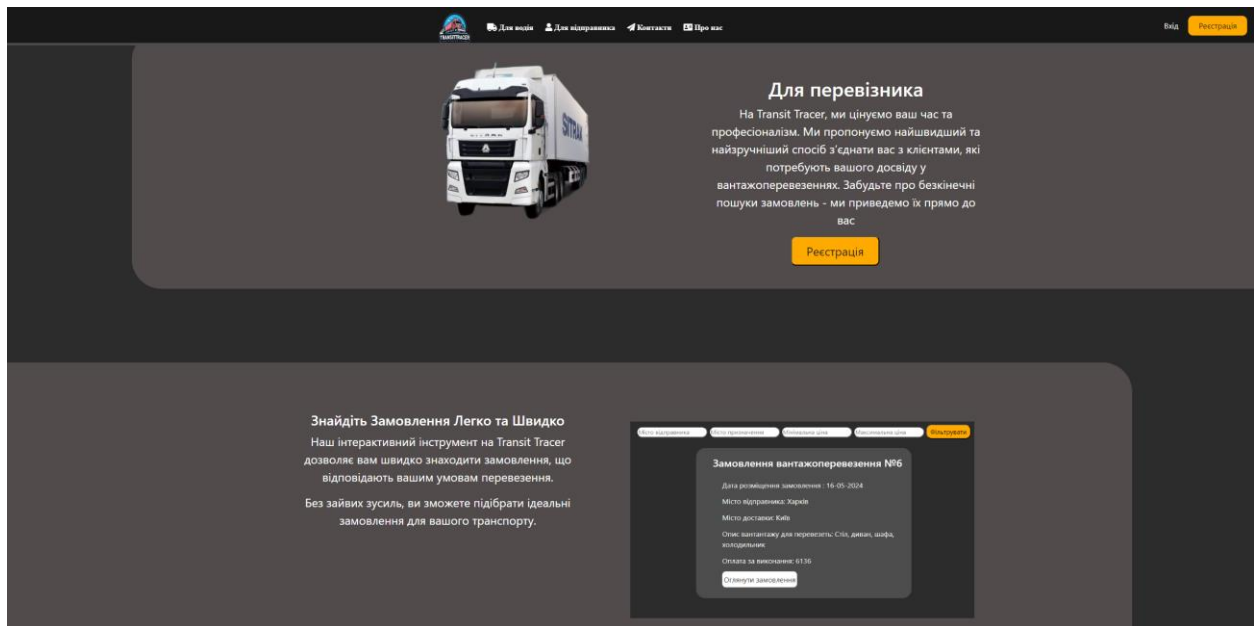 TRANSITTRACER
Для водія Для відправника Контакти Про нас
Вхід Реєстрація
SITRAK
Для перевізника
На Transit Tracer, ми цінуємо ваш час та
професіоналізм. Ми пропонуємо найшвидший та
найзручніший спосіб з'єднати вас з клієнтами, які
потребують вашого досвіду у
вантажоперевезеннях. Забудьте про безкінечні
пошуки замовлень - ми приведемо їх прямо до
вас
Реєстрація
Знайдіть Замовлення Легко та Швидко
Наш інтерактивний інструмент на Transit Tracer
дозволяє вам швидко знаходити замовлення, що
відповідають вашим умовам перевезення.
Без зайвих зусиль, ви зможете підібрати ідеальні
замовлення для вашого транспорту.
Місто відправника Місто призначення Мінімальна ціна Максимальна ціна Фільтрувати
Замовлення вантажоперевезення №6
Дата розміщення замовлення : 16-05-2024
Місто відправника: Харків
Місто доставки: Київ
Опис вантантажу для перевезеть: Стіл, диван, шафа,
холодильник
Оплата за виконання: 6136
Оглянути замовлення